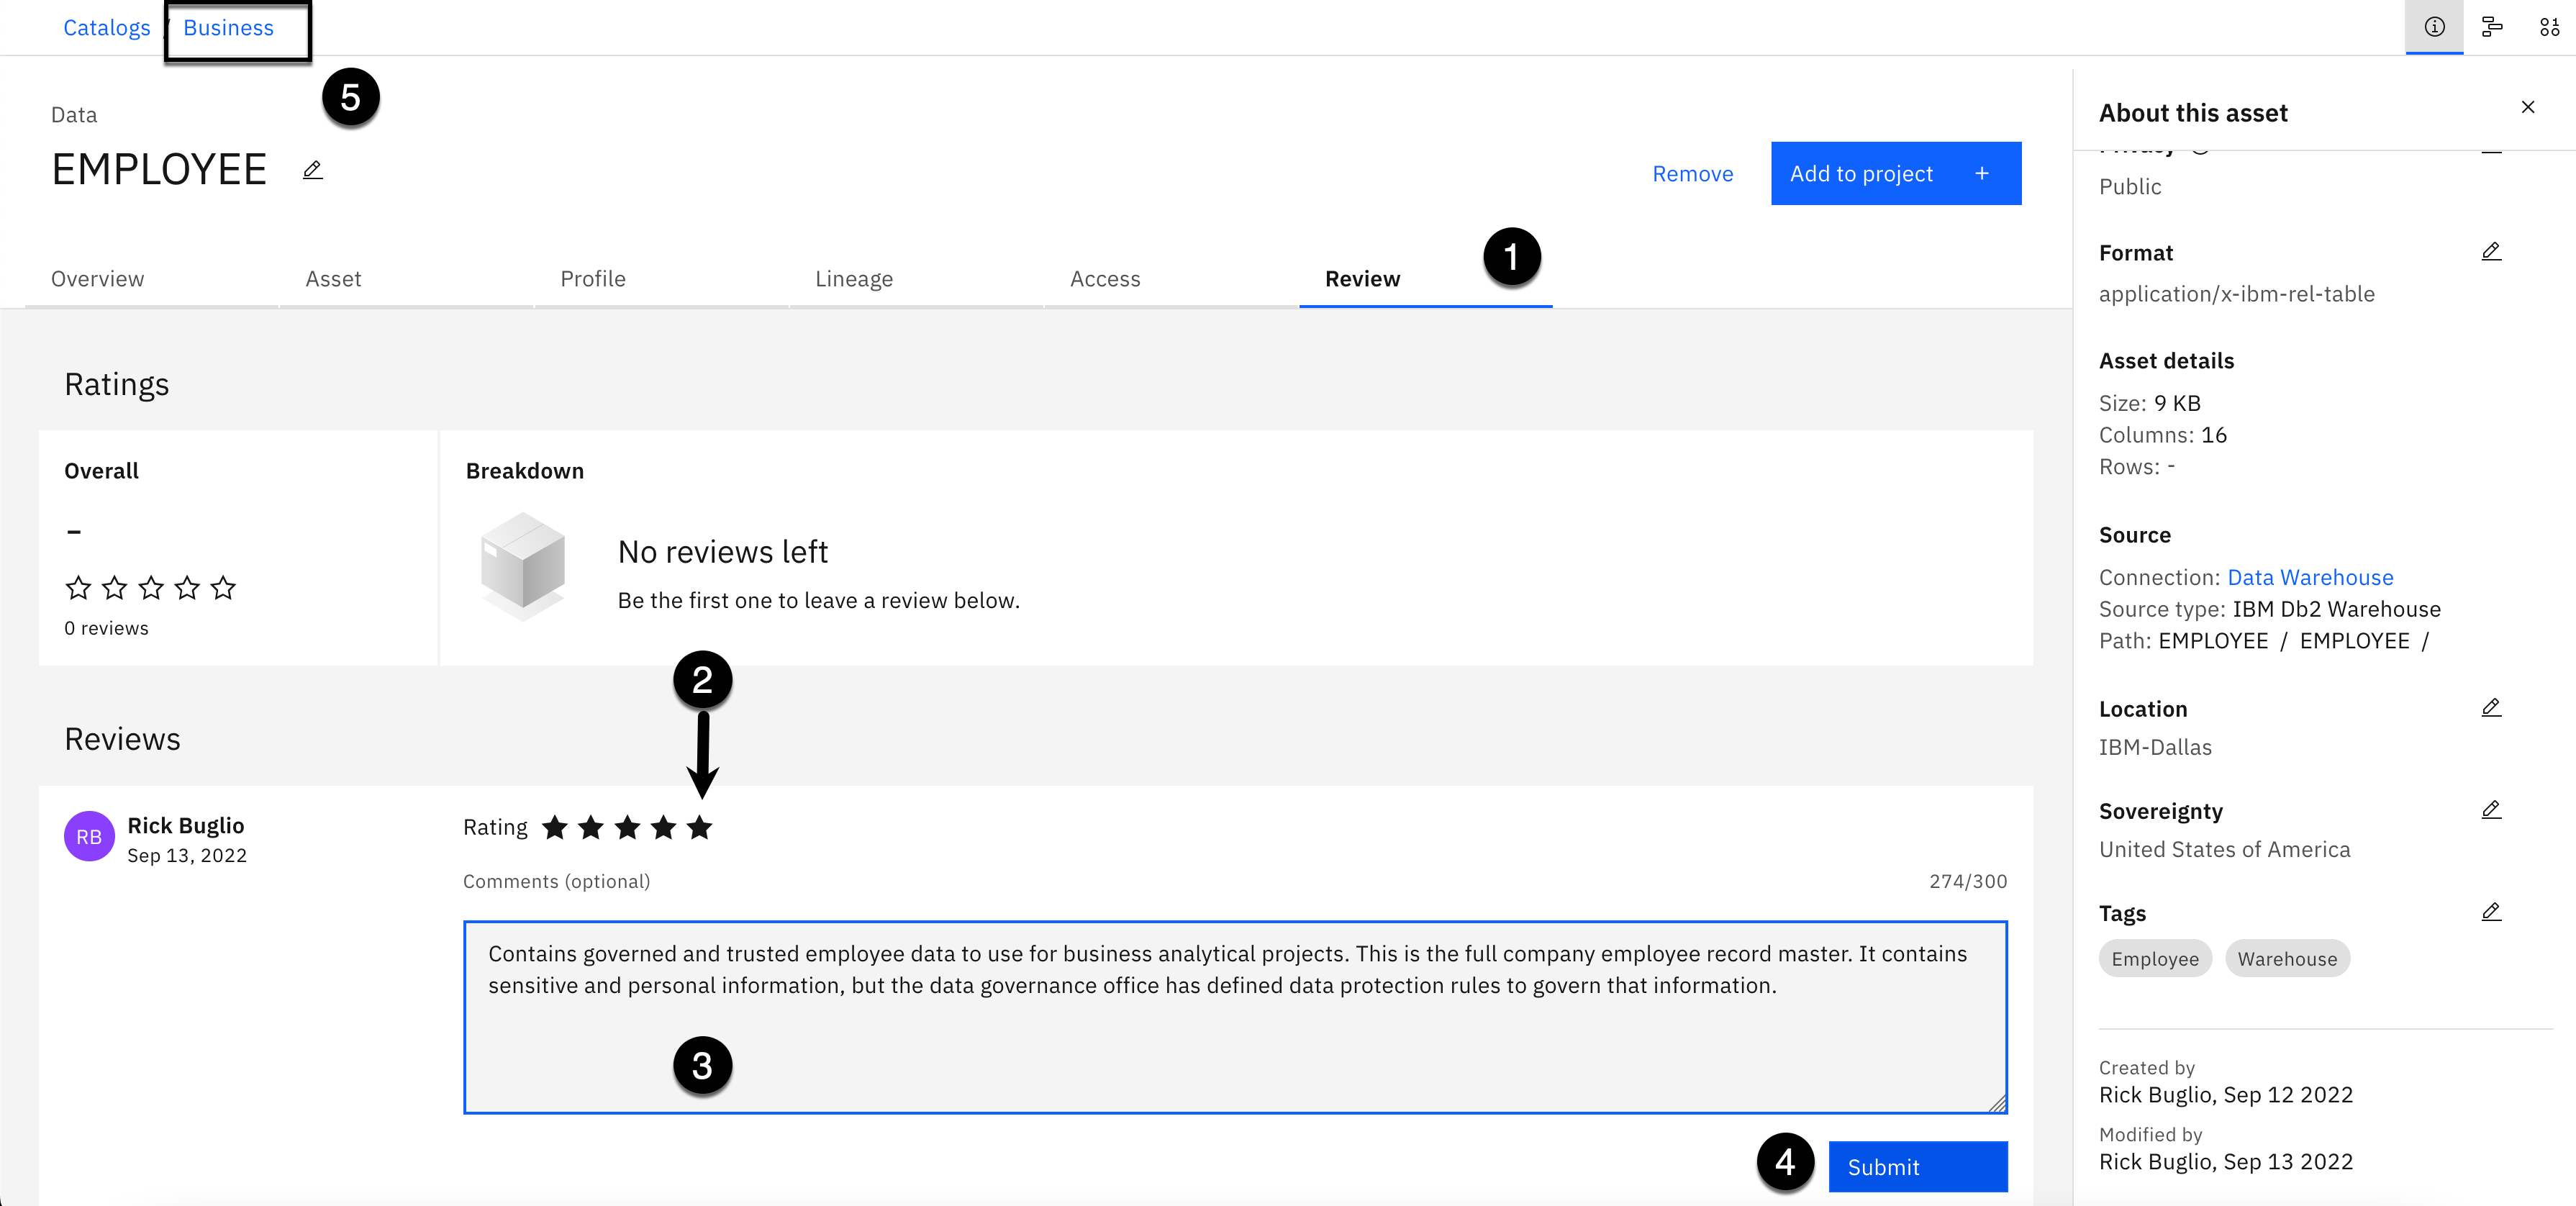 Catalogs / Business
5
Data
EMPLOYEE
Remove
Add to project +
1
Overview
Asset
Profile
Lineage
Access
Review
Ratings
Overall
–
0 reviews
Breakdown
No reviews left
Be the first one to leave a review below.
2
Reviews
RB
Rick Buglio
Sep 13, 2022
Rating
Comments (optional)
274/300
Contains governed and trusted employee data to use for business analytical projects. This is the full company employee record master. It contains
sensitive and personal information, but the data governance office has defined data protection rules to govern that information.
3
4
Submit
About this asset
Privacy
Public
Format
application/x-ibm-rel-table
Asset details
Size: 9 KB
Columns: 16
Rows: -
Source
Connection: Data Warehouse
Source type: IBM Db2 Warehouse
Path: EMPLOYEE / EMPLOYEE /
Location
IBM-Dallas
Sovereignty
United States of America
Tags
Employee
Warehouse
Created by
Rick Buglio, Sep 12 2022
Modified by
Rick Buglio, Sep 13 2022